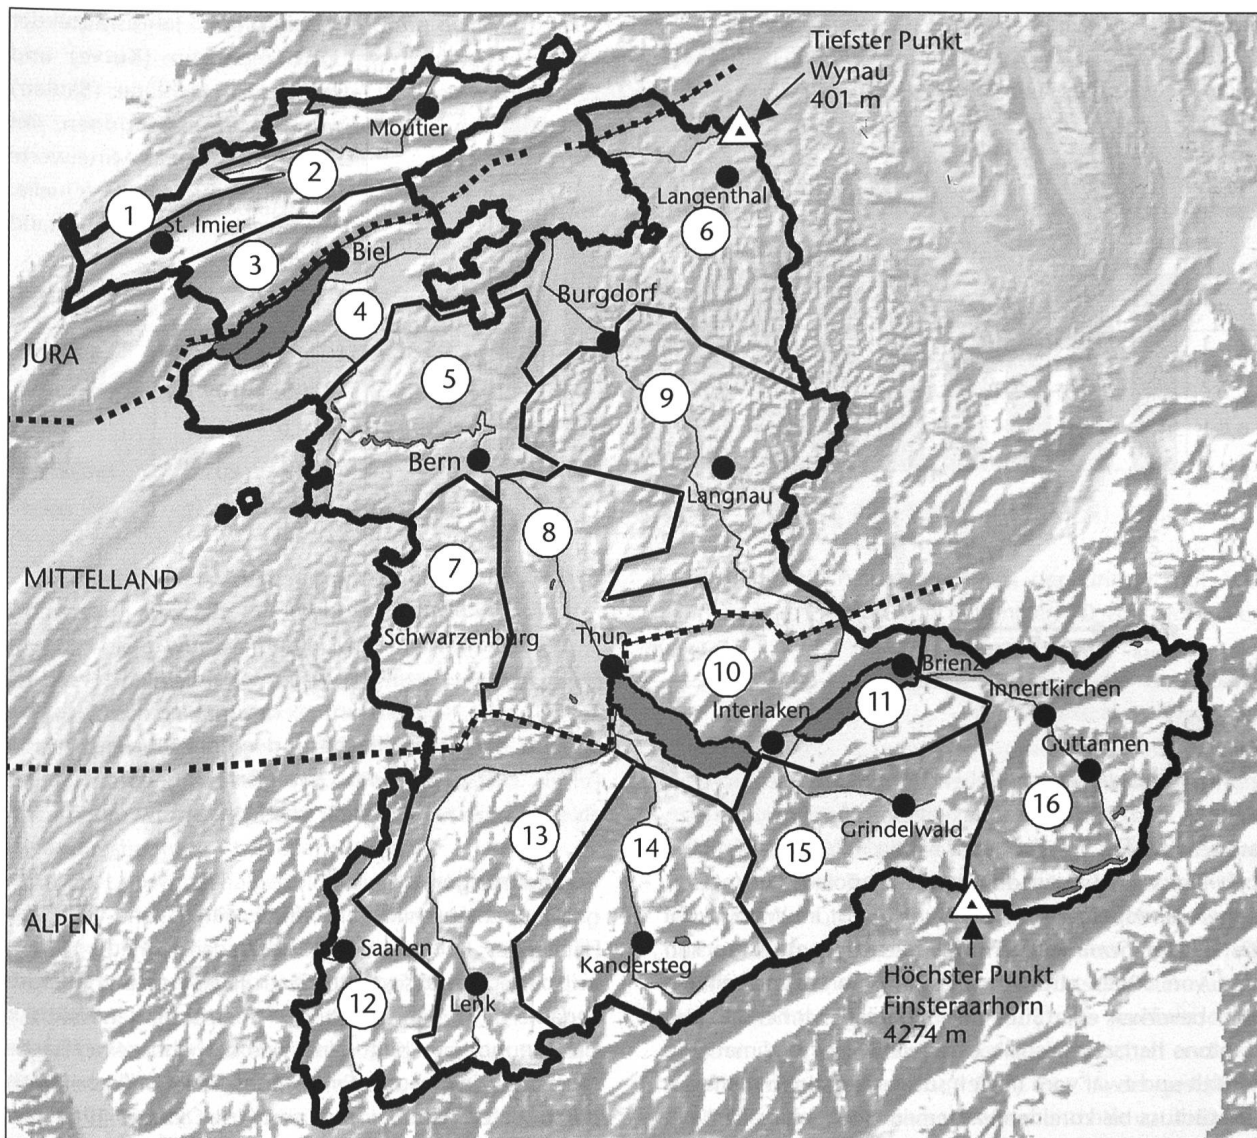 Tiefster Punkt
Wynau
401 m
Moutier
2
Langenthal
1
St. Imier
6
3
Biel
Burgdorf
4
JURA
5
9
Bern
Langnau
8
7
MITTELLAND
Schwarzenburg
Thun
10
Brienz
11
Innertkirchen
Interlaken
Guttannen
16
13
14
15
Grindelwald
ALPEN
Saanen
Kandersteg
12
Lenk
Höchster Punkt
Finsteraarhorn
4274 m